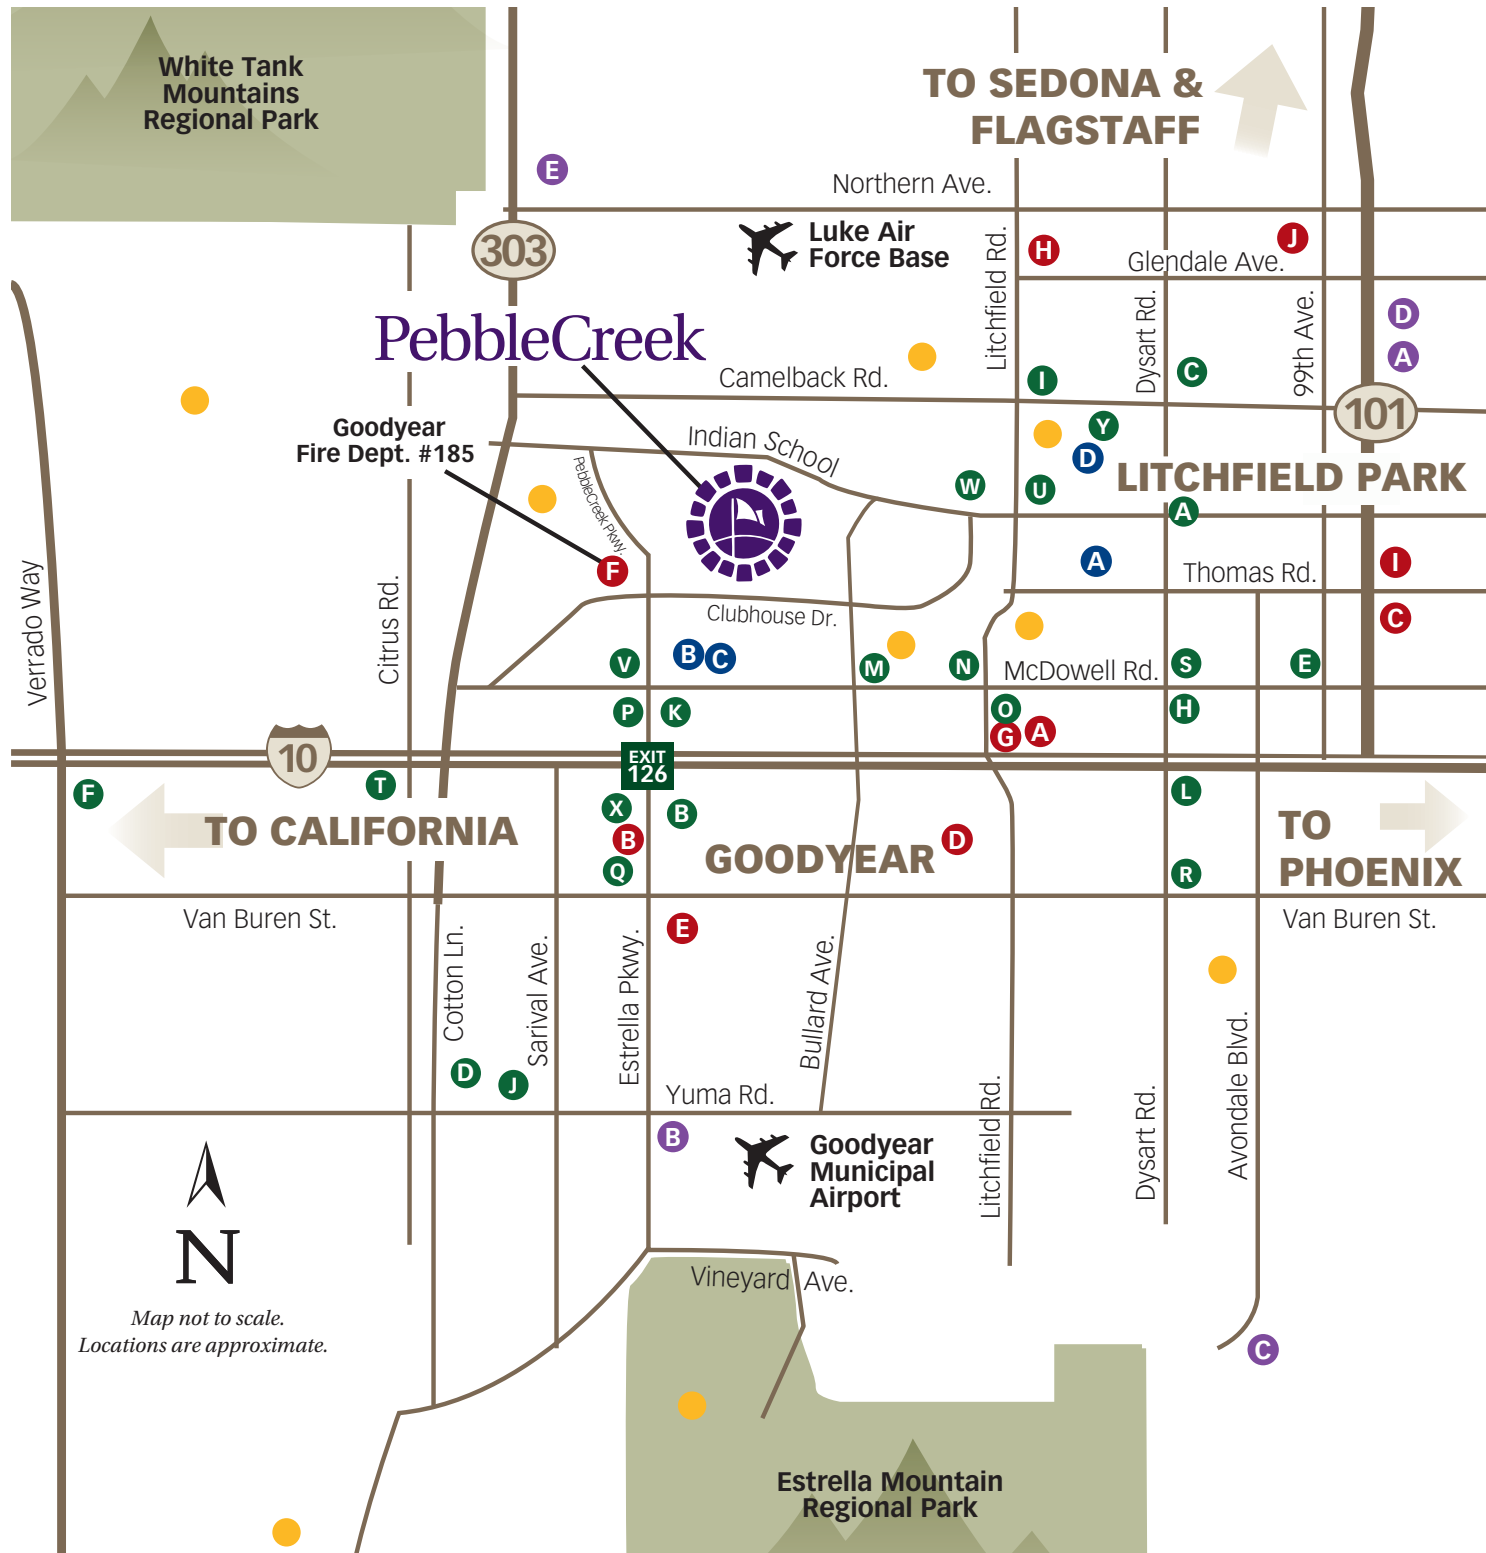 White Tank
Mountains
Regional Park
TO SEDONA &
FLAGSTAFF
E
Northern Ave.
303
Luke Air
Force Base
Litchfield Rd.
H
J
Glendale Ave.
PebbleCreek
Dysart Rd.
99th Ave.
D
A
Camelback Rd.
I
C
101
Goodyear
Fire Dept. #185
Indian School
Y
D
LITCHFIELD PARK
PebbleCreek Pkwy.
W
U
A
F
A
Thomas Rd.
I
Verrado Way
Citrus Rd.
Clubhouse Dr.
C
V
B
C
M
N
McDowell Rd.
S
E
P
K
O
G
A
H
10
EXIT
126
F
T
X
B
L
TO CALIFORNIA
B
GOODYEAR
D
TO
PHOENIX
Q
R
Van Buren St.
Van Buren St.
E
Cotton Ln.
Sarival Ave.
Estrella Pkwy.
Bullard Ave.
D
J
Litchfield Rd.
Dysart Rd.
Avondale Blvd.
Yuma Rd.
B
Goodyear
Municipal
Airport
N
Vineyard Ave.
Map not to scale.
Locations are approximate.
C
Estrella Mountain
Regional Park